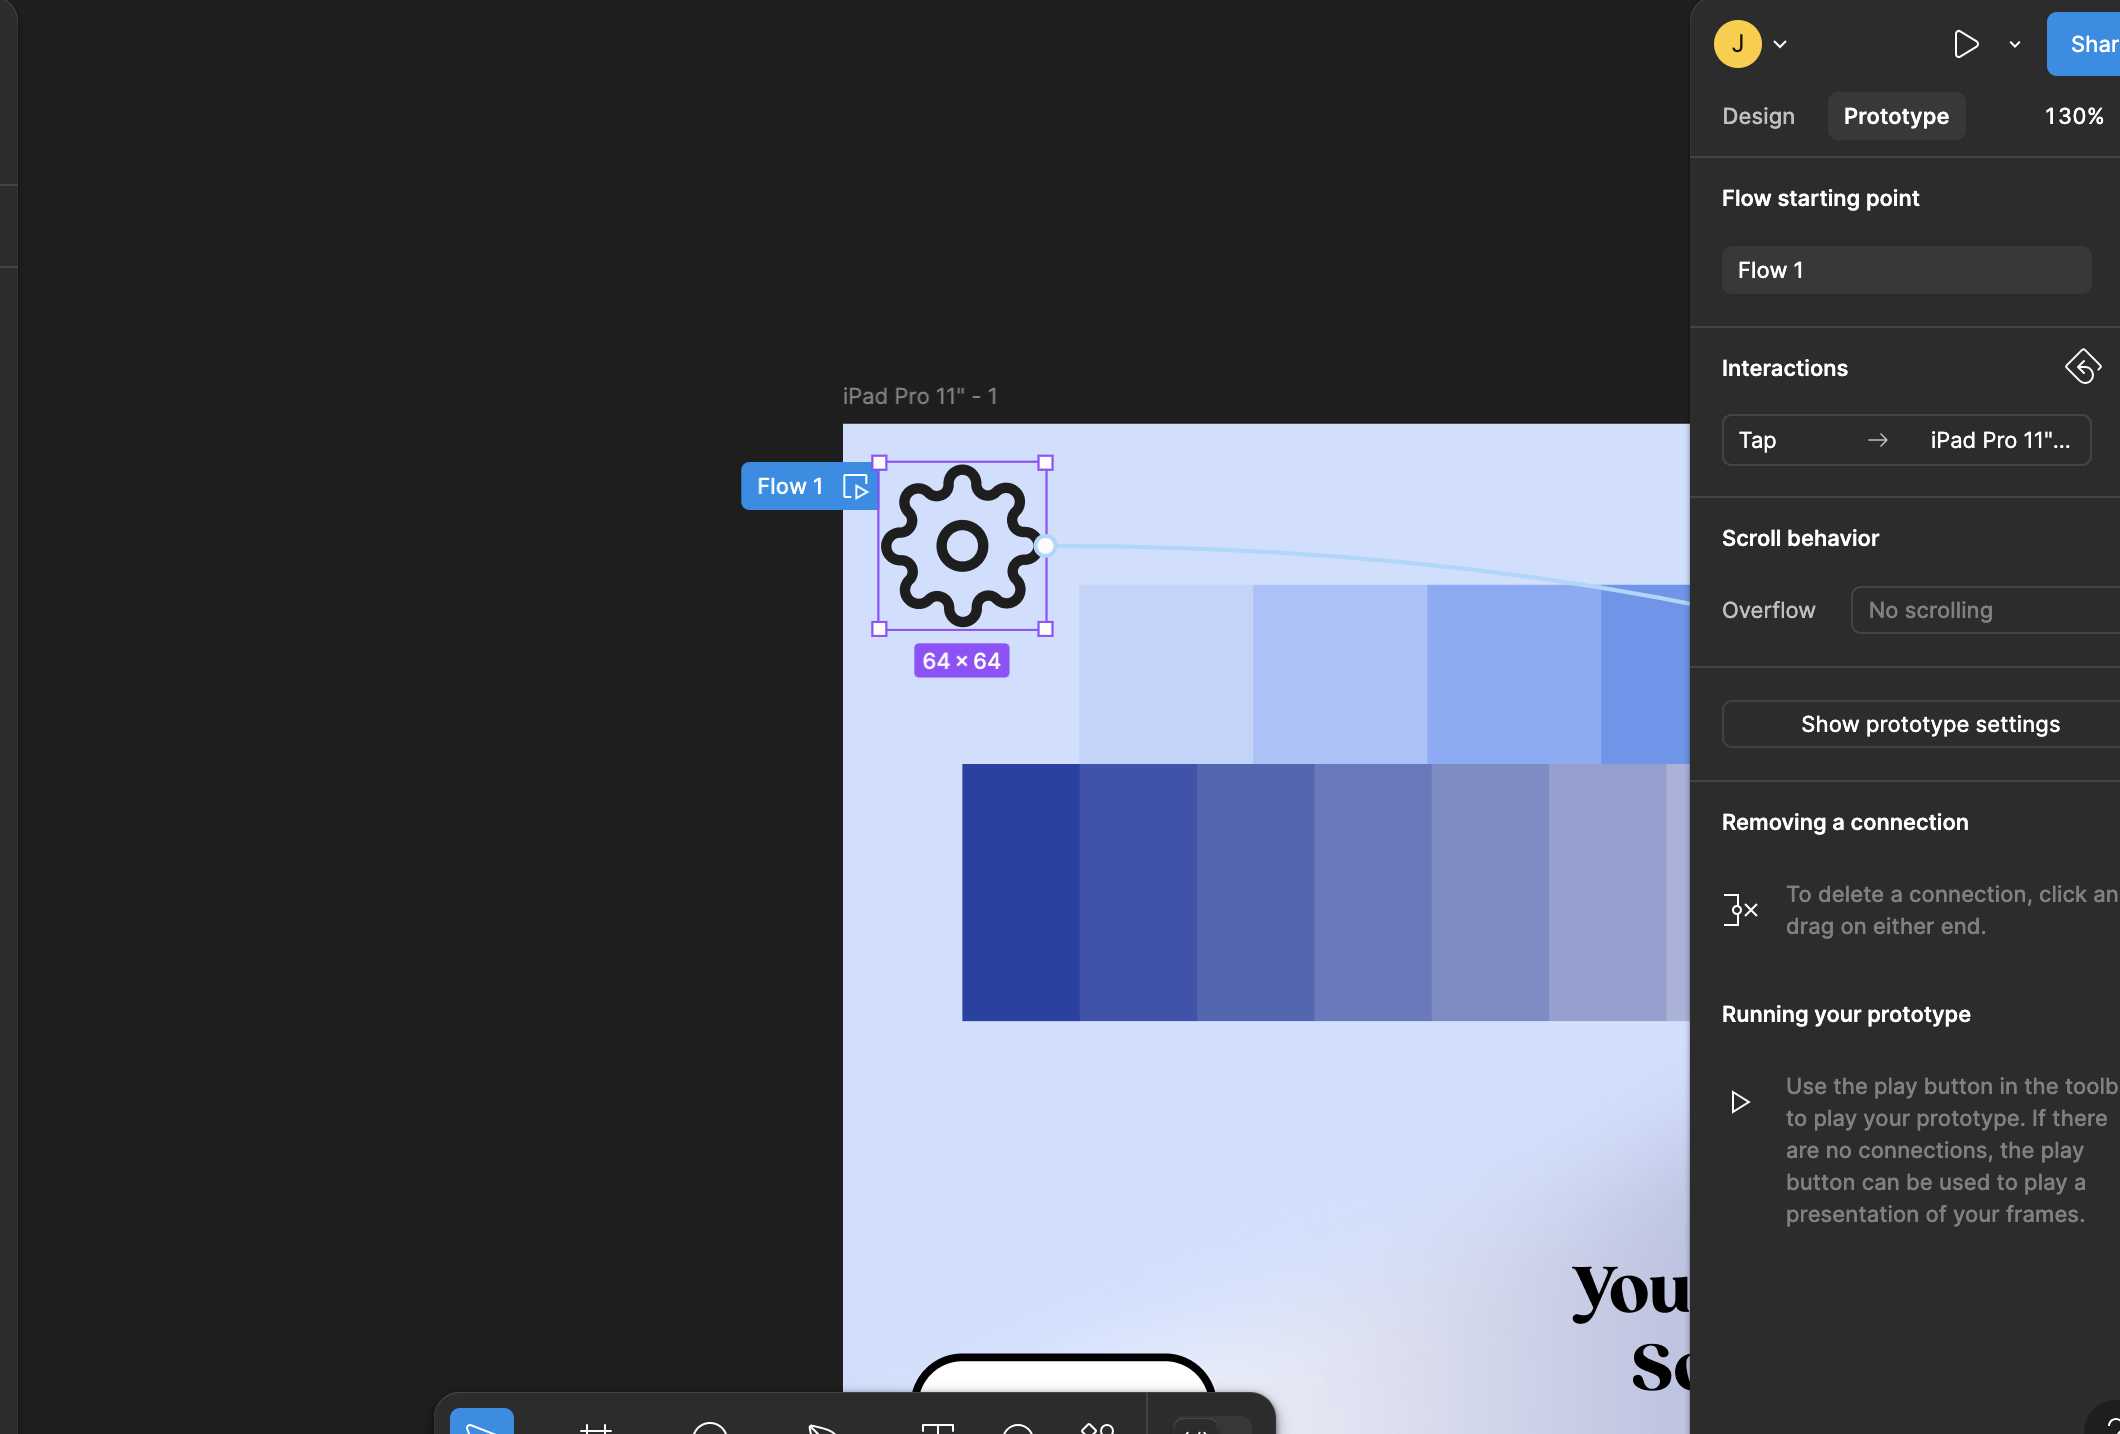 J
Shar
Design
Prototype
130%
Flow starting point
Flow 1
Interactions
Tap → iPad Pro 11"...
Scroll behavior
Overflow
No scrolling
Show prototype settings
Removing a connection
To delete a connection, click an
drag on either end.
Running your prototype
Use the play button in the toolb
to play your prototype. If there
are no connections, the play
button can be used to play a
presentation of your frames.
iPad Pro 11" - 1
Flow 1
64 × 64
You
So